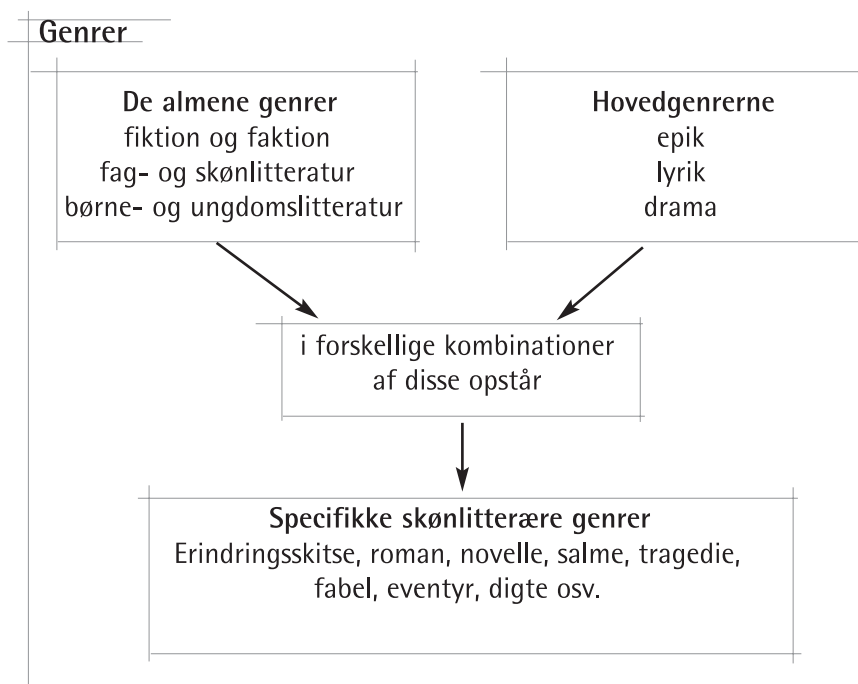 Genrer
De almene genrer
fiktion og faktion
fag- og skønlitteratur
børne- og ungdomslitteratur
Hovedgenrerne
epik
lyrik
drama
i forskellige kombinationer
af disse opstår
Specifikke skønlitterære genrer
Erindringsskitse, roman, novelle, salme, tragedie,
fabel, eventyr, digte osv.